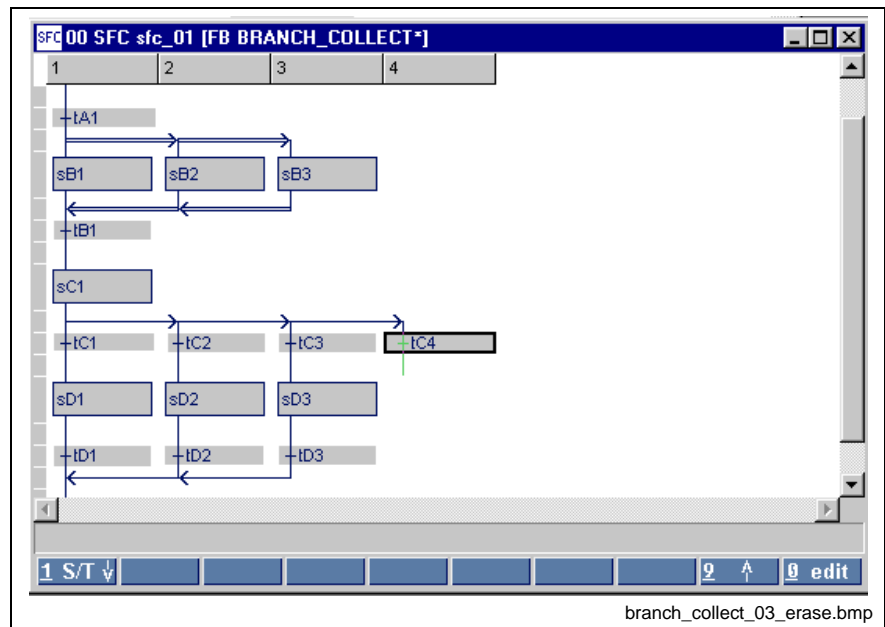 SFC 00 SFC sfc_01 [FB BRANCH_COLLECT*]
1 2 3 4
tA1
sB1 sB2 sB3
tB1
sC1
tC1 tC2 tC3 tC4
sD1 sD2 sD3
tD1 tD2 tD3
1 S/T 9 0 edit
branch_collect_03_erase.bmp